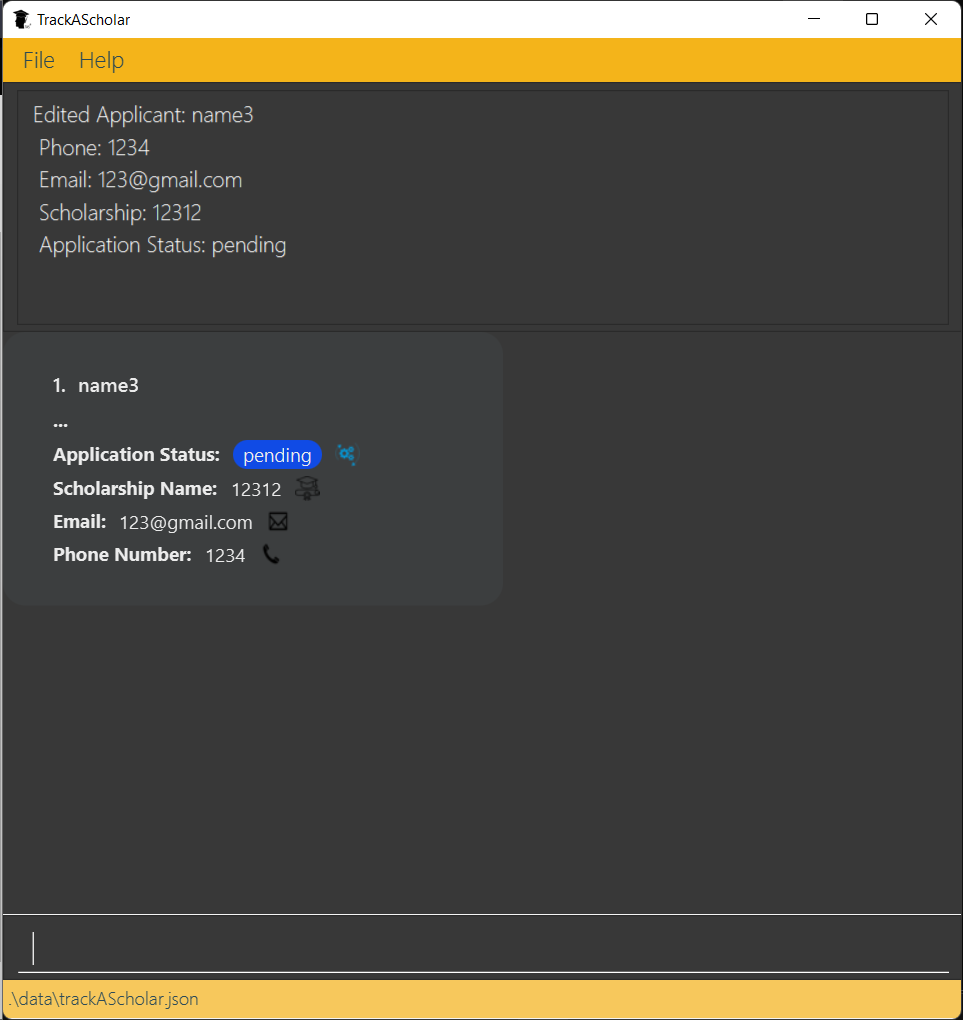 TrackAScholar
File Help
Edited Applicant: name3
Phone: 1234
Email: 123@gmail.com
Scholarship: 12312
Application Status: pending
1. name3
...
Application Status: pending
Scholarship Name: 12312
Email: 123@gmail.com
Phone Number: 1234
.\data\trackAScholar.json